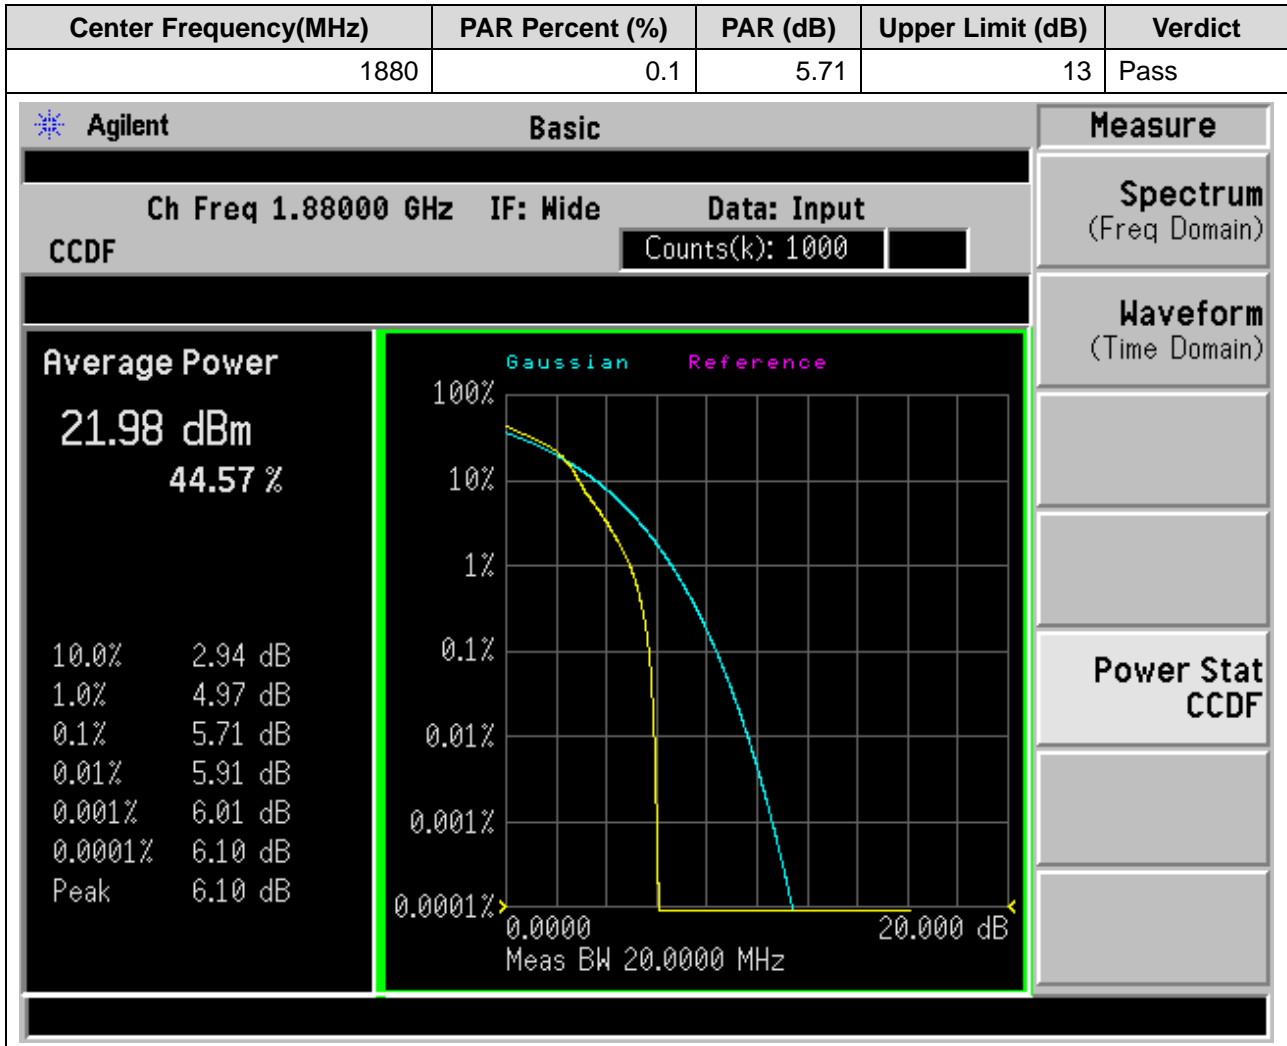 Center Frequency(MHz) PAR Percent (%) PAR (dB) Upper Limit (dB) Verdict
1880 0.1 5.71 13 Pass
Agilent Basic
Ch Freq 1.88000 GHz IF: Wide Data: Input
CCDF Counts(k): 1000
Average Power
21.98 dBm
44.57 %
10.0% 2.94 dB
1.0% 4.97 dB
0.1% 5.71 dB
0.01% 5.91 dB
0.001% 6.01 dB
0.0001% 6.10 dB
Peak 6.10 dB
Gaussian Reference
100%
10%
1%
0.1%
0.01%
0.001%
0.0001%
0.0000 20.000 dB
Meas BW 20.0000 MHz
Measure
Spectrum
(Freq Domain)
Waveform
(Time Domain)
Power Stat
CCDF